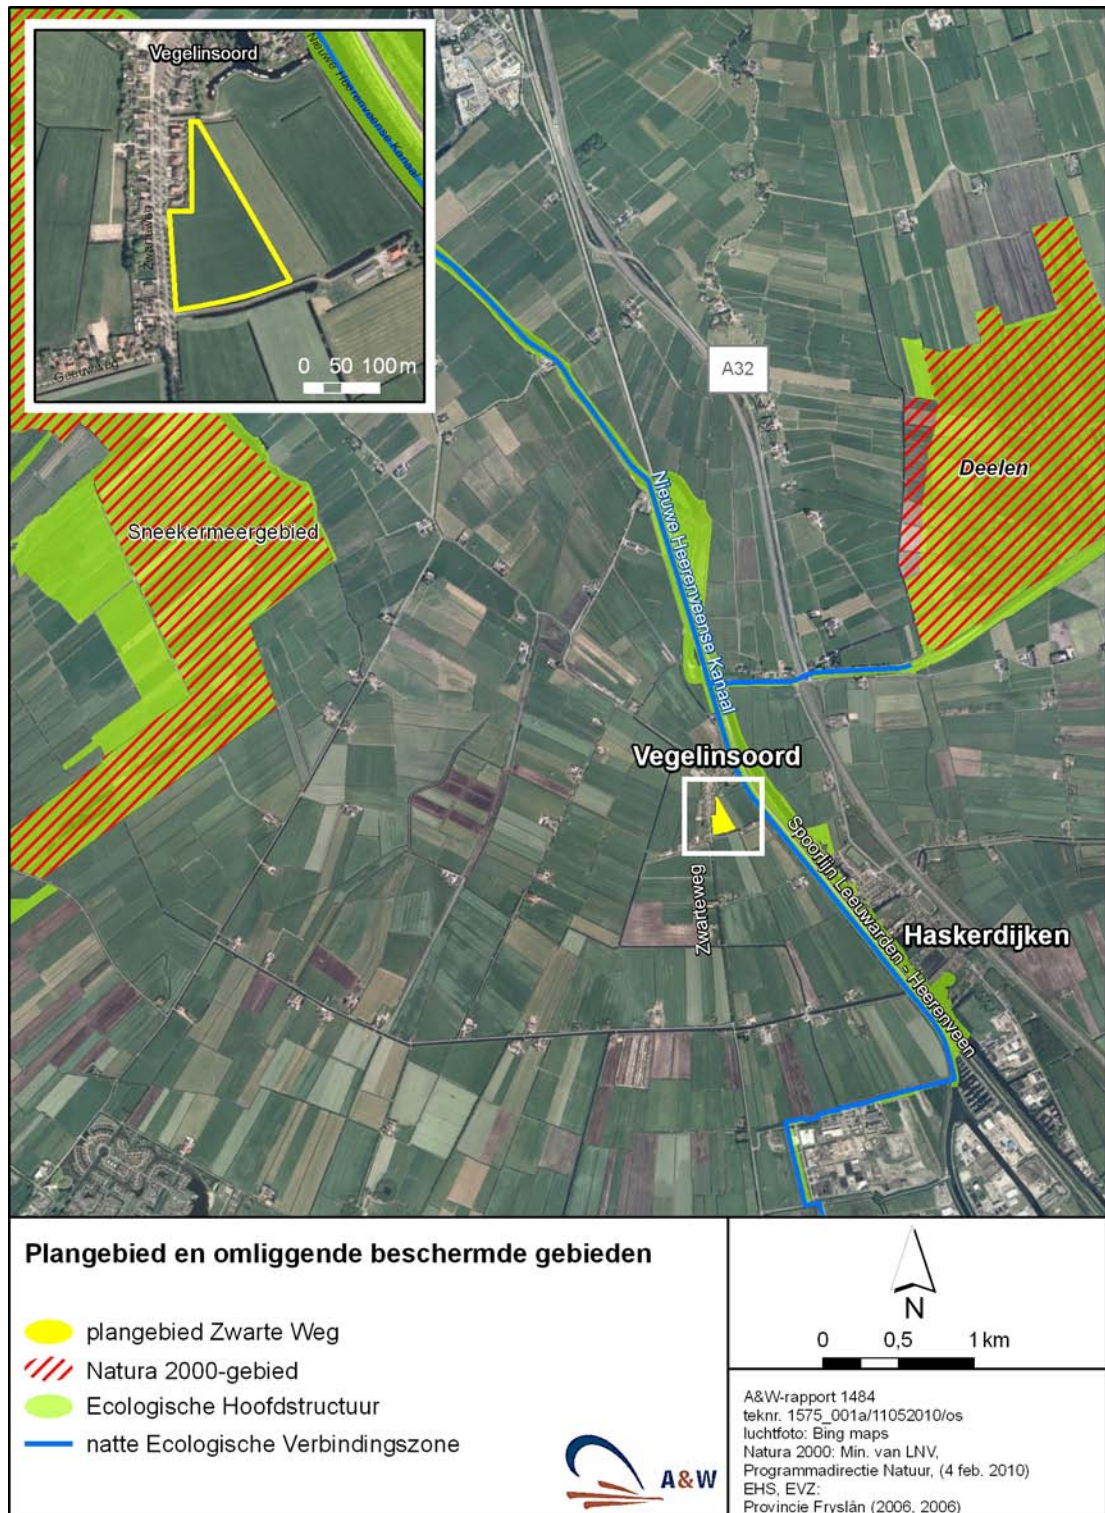 Vegelinsoord
Nieuwe Heerenveense Kanaal
Zwarteweg
Geeuwweg
0 50 100m
A32
Deelen
Sneekermeergebied
Nieuwe Heerenveense Kanaal
Vegelinsoord
Spoorlijn Leeuwarden - Heerenveen
Zwarteweg
Haskerdijken
Plangebied en omliggende beschermde gebieden
plangebied Zwarte Weg
Natura 2000-gebied
Ecologische Hoofdstructuur
natte Ecologische Verbindingszone
A&W
N
0 0,5 1 km
A&W-rapport 1484
teknr. 1575_001a/11052010/os
luchtfoto: Bing maps
Natura 2000: Min. van LNV,
Programmadirectie Natuur, (4 feb. 2010)
EHS, EVZ:
Provincie Fryslân (2006, 2006)